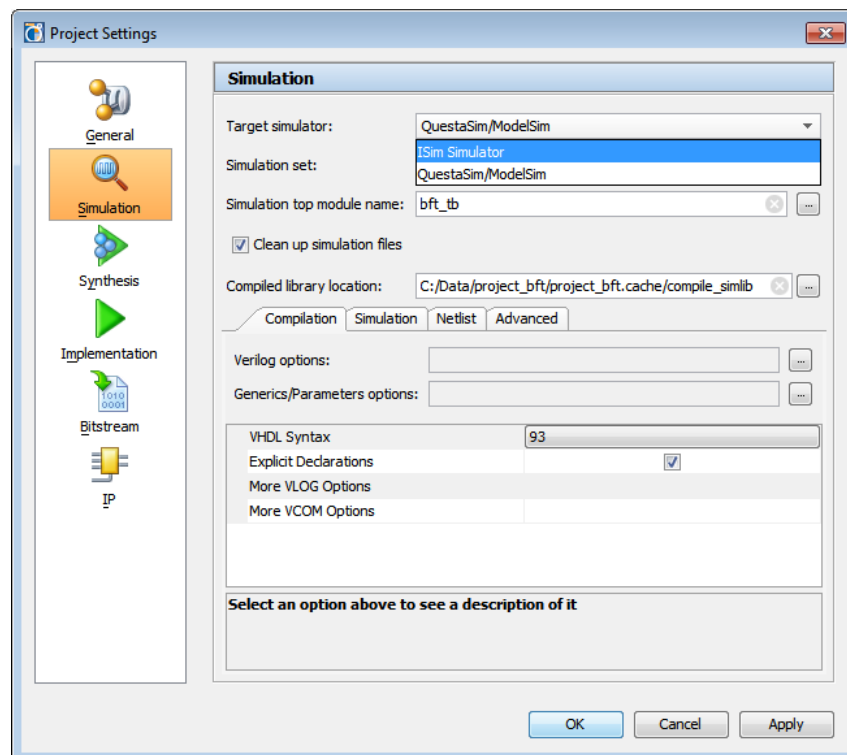 Project Settings
General
Simulation
Synthesis
Implementation
1010
0001
Bitstream
IP
Simulation
Target simulator: QuestaSim/ModelSim
ISim Simulator
Simulation set: QuestaSim/ModelSim
Simulation top module name: bft_tb ...
Clean up simulation files
Compiled library location: C:/Data/project_bft/project_bft.cache/compile_simlib ...
Compilation Simulation Netlist Advanced
Verilog options: ...
Generics/Parameters options: ...
VHDL Syntax 93
Explicit Declarations
More VLOG Options
More VCOM Options
Select an option above to see a description of it
OK Cancel Apply